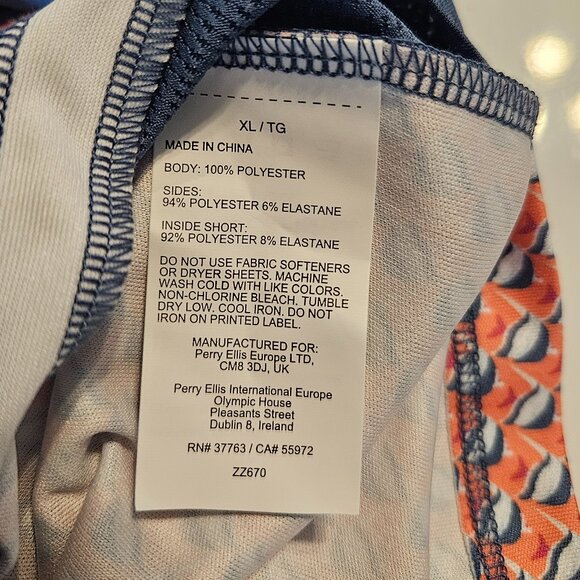 XL / TG
MADE IN CHINA
BODY: 100% POLYESTER
SIDES:
94% POLYESTER 6% ELASTANE
INSIDE SHORT:
92% POLYESTER 8% ELASTANE
DO NOT USE FABRIC SOFTENERS
OR DRYER SHEETS. MACHINE
WASH COLD WITH LIKE COLORS.
NON-CHLORINE BLEACH. TUMBLE
DRY LOW. COOL IRON. DO NOT
IRON ON PRINTED LABEL.
MANUFACTURED FOR:
Perry Ellis Europe LTD,
CM8 3DJ, UK
Perry Ellis International Europe
Olympic House
Pleasants Street
Dublin 8, Ireland
RN# 37763 / CA# 55972
ZZ670